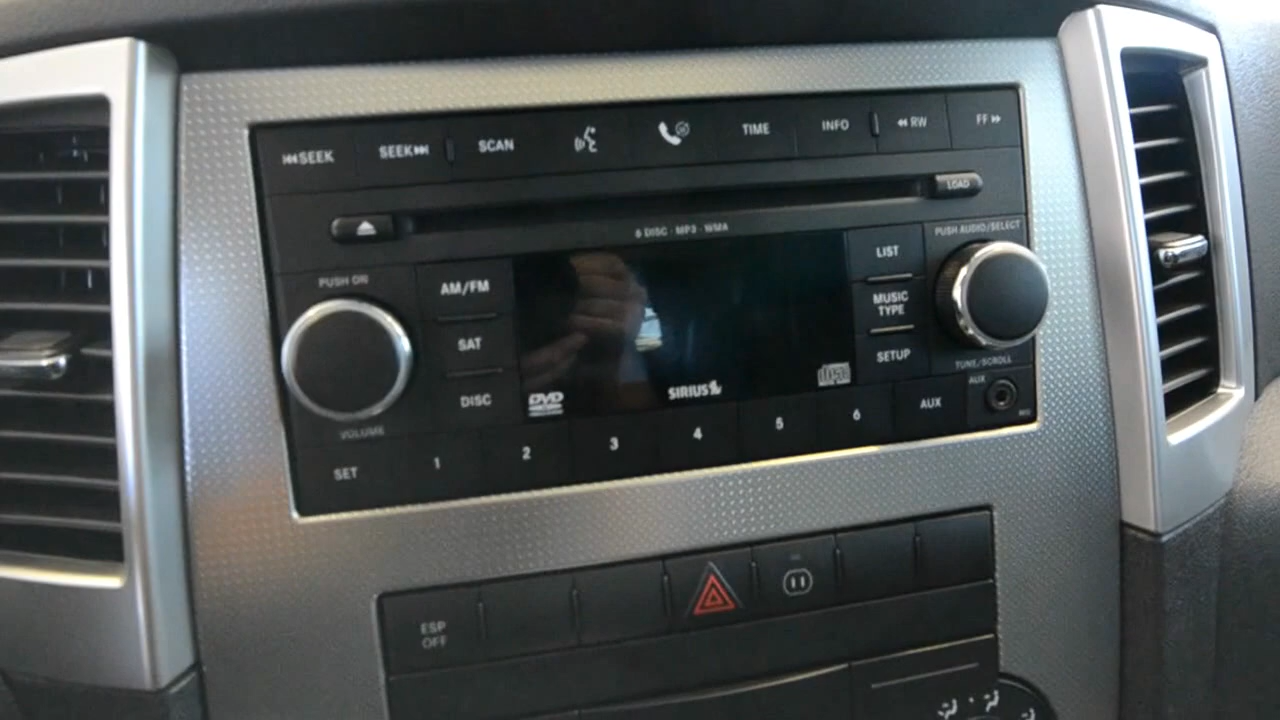 SEEK SEEK SCAN TIME INFO RW FF
LOAD
6 DISC · MP3 · WMA
PUSH AUDIO/SELECT
PUSH ON
AM/FM
LIST
SAT
MUSIC
TYPE
DISC
SETUP
DVD
SIRIUS
disc
TUNE/SCROLL
VOLUME
AUX
SET 1 2 3 4 5 6 AUX
ESP
OFF